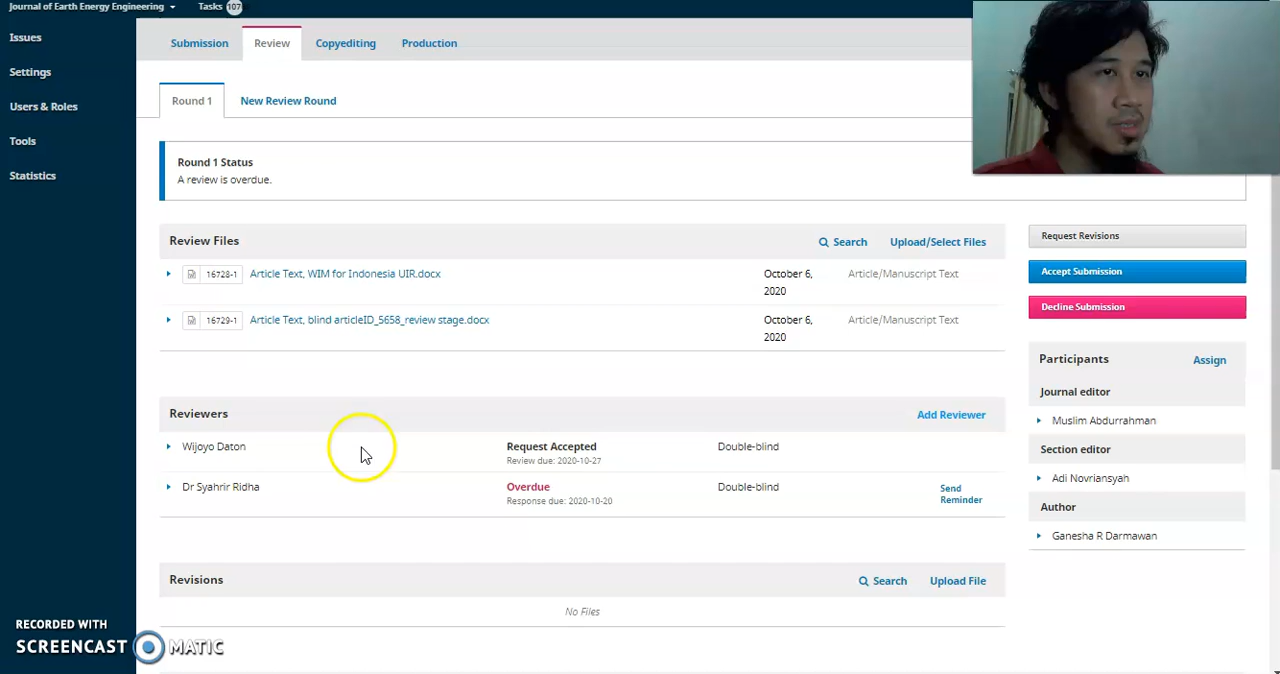 Journal of Earth Energy Engineering
Tasks 107
Issues
Settings
Users & Roles
Tools
Statistics
Submission Review Copyediting Production
Round 1 New Review Round
Round 1 Status
A review is overdue.
Review Files Search Upload/Select Files
16728-1 Article Text, WIM for Indonesia UIR.docx October 6, 2020 Article/Manuscript Text
16729-1 Article Text, blind articleID_5658_review stage.docx October 6, 2020 Article/Manuscript Text
Reviewers Add Reviewer
Wijoyo Daton Request Accepted Double-blind
Review due: 2020-10-27
Dr Syahrir Ridha Overdue Double-blind Send Reminder
Response due: 2020-10-20
Revisions Search Upload File
No Files
Request Revisions
Accept Submission
Decline Submission
Participants Assign
Journal editor
Muslim Abdurrahman
Section editor
Adi Novriansyah
Author
Ganesha R Darmawan
RECORDED WITH
SCREENCAST MATIC